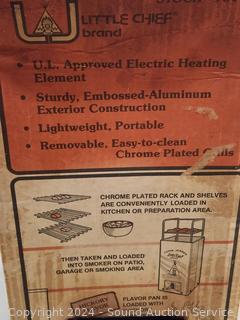 LITTLE CHIEF
brand
• U.L. Approved Electric Heating
Element
• Sturdy, Embossed-Aluminum
Exterior Construction
• Lightweight, Portable
• Removable, Easy-to-clean
Chrome Plated Grills
CHROME PLATED RACK AND SHELVES
ARE CONVENIENTLY LOADED IN
KITCHEN OR PREPARATION AREA.
THEN TAKEN AND LOADED
INTO SMOKER ON PATIO,
GARAGE OR SMOKING AREA
HICKORY
FLAVOR PAN IS
LOADED WITH
Copyright 2024 - Stamp Auction Service